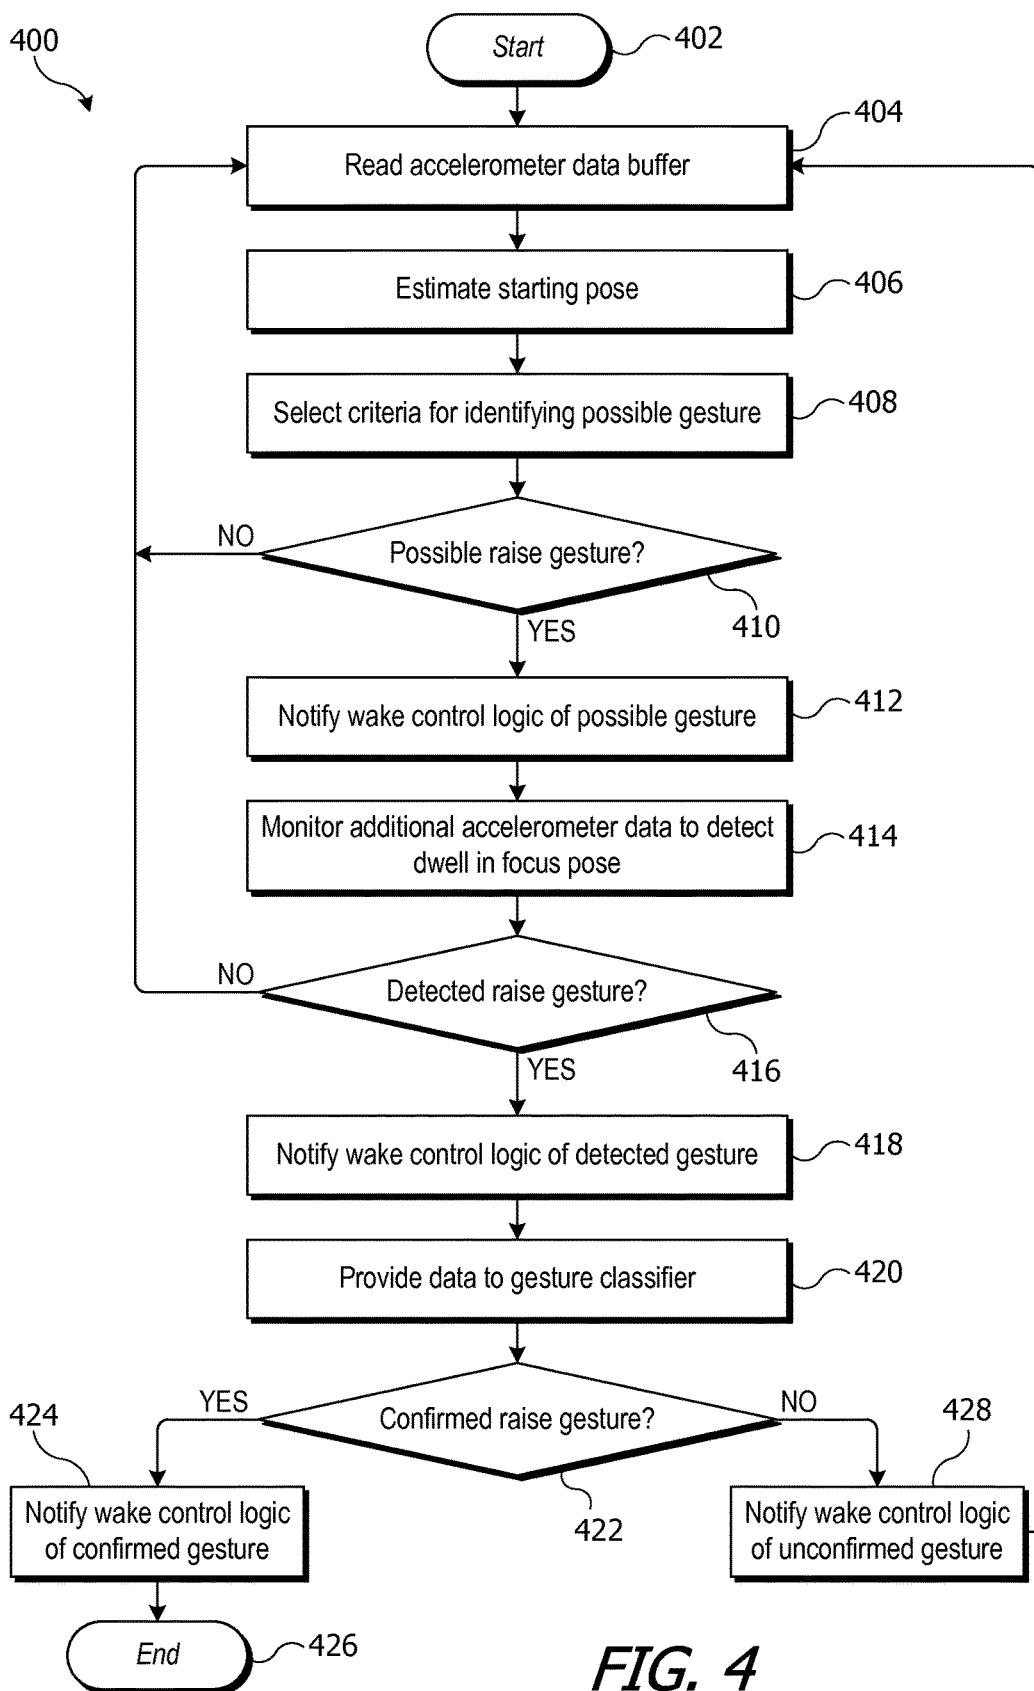 400
Start
402
404
Read accelerometer data buffer
Estimate starting pose
406
Select criteria for identifying possible gesture
408
NO
Possible raise gesture?
410
YES
Notify wake control logic of possible gesture
412
Monitor additional accelerometer data to detect
dwell in focus pose
414
NO
Detected raise gesture?
416
YES
Notify wake control logic of detected gesture
418
Provide data to gesture classifier
420
YES
Confirmed raise gesture?
NO
424
428
422
Notify wake control logic
of confirmed gesture
Notify wake control logic
of unconfirmed gesture
End
426
FIG. 4